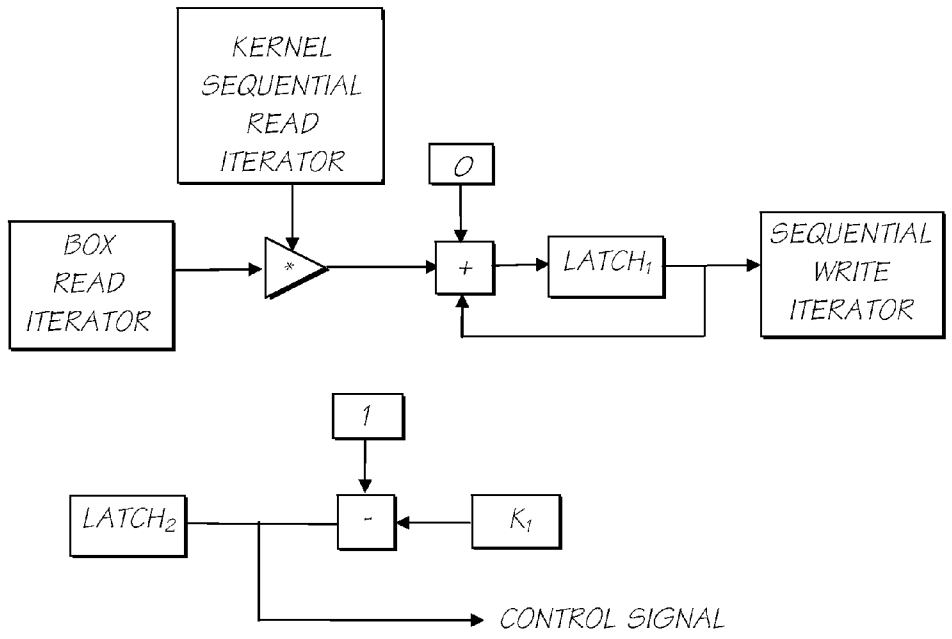 KERNEL
SEQUENTIAL
READ
ITERATOR
0
BOX
READ
ITERATOR
*
+
LATCH₁
SEQUENTIAL
WRITE
ITERATOR
1
LATCH₂
-
K₁
CONTROL SIGNAL